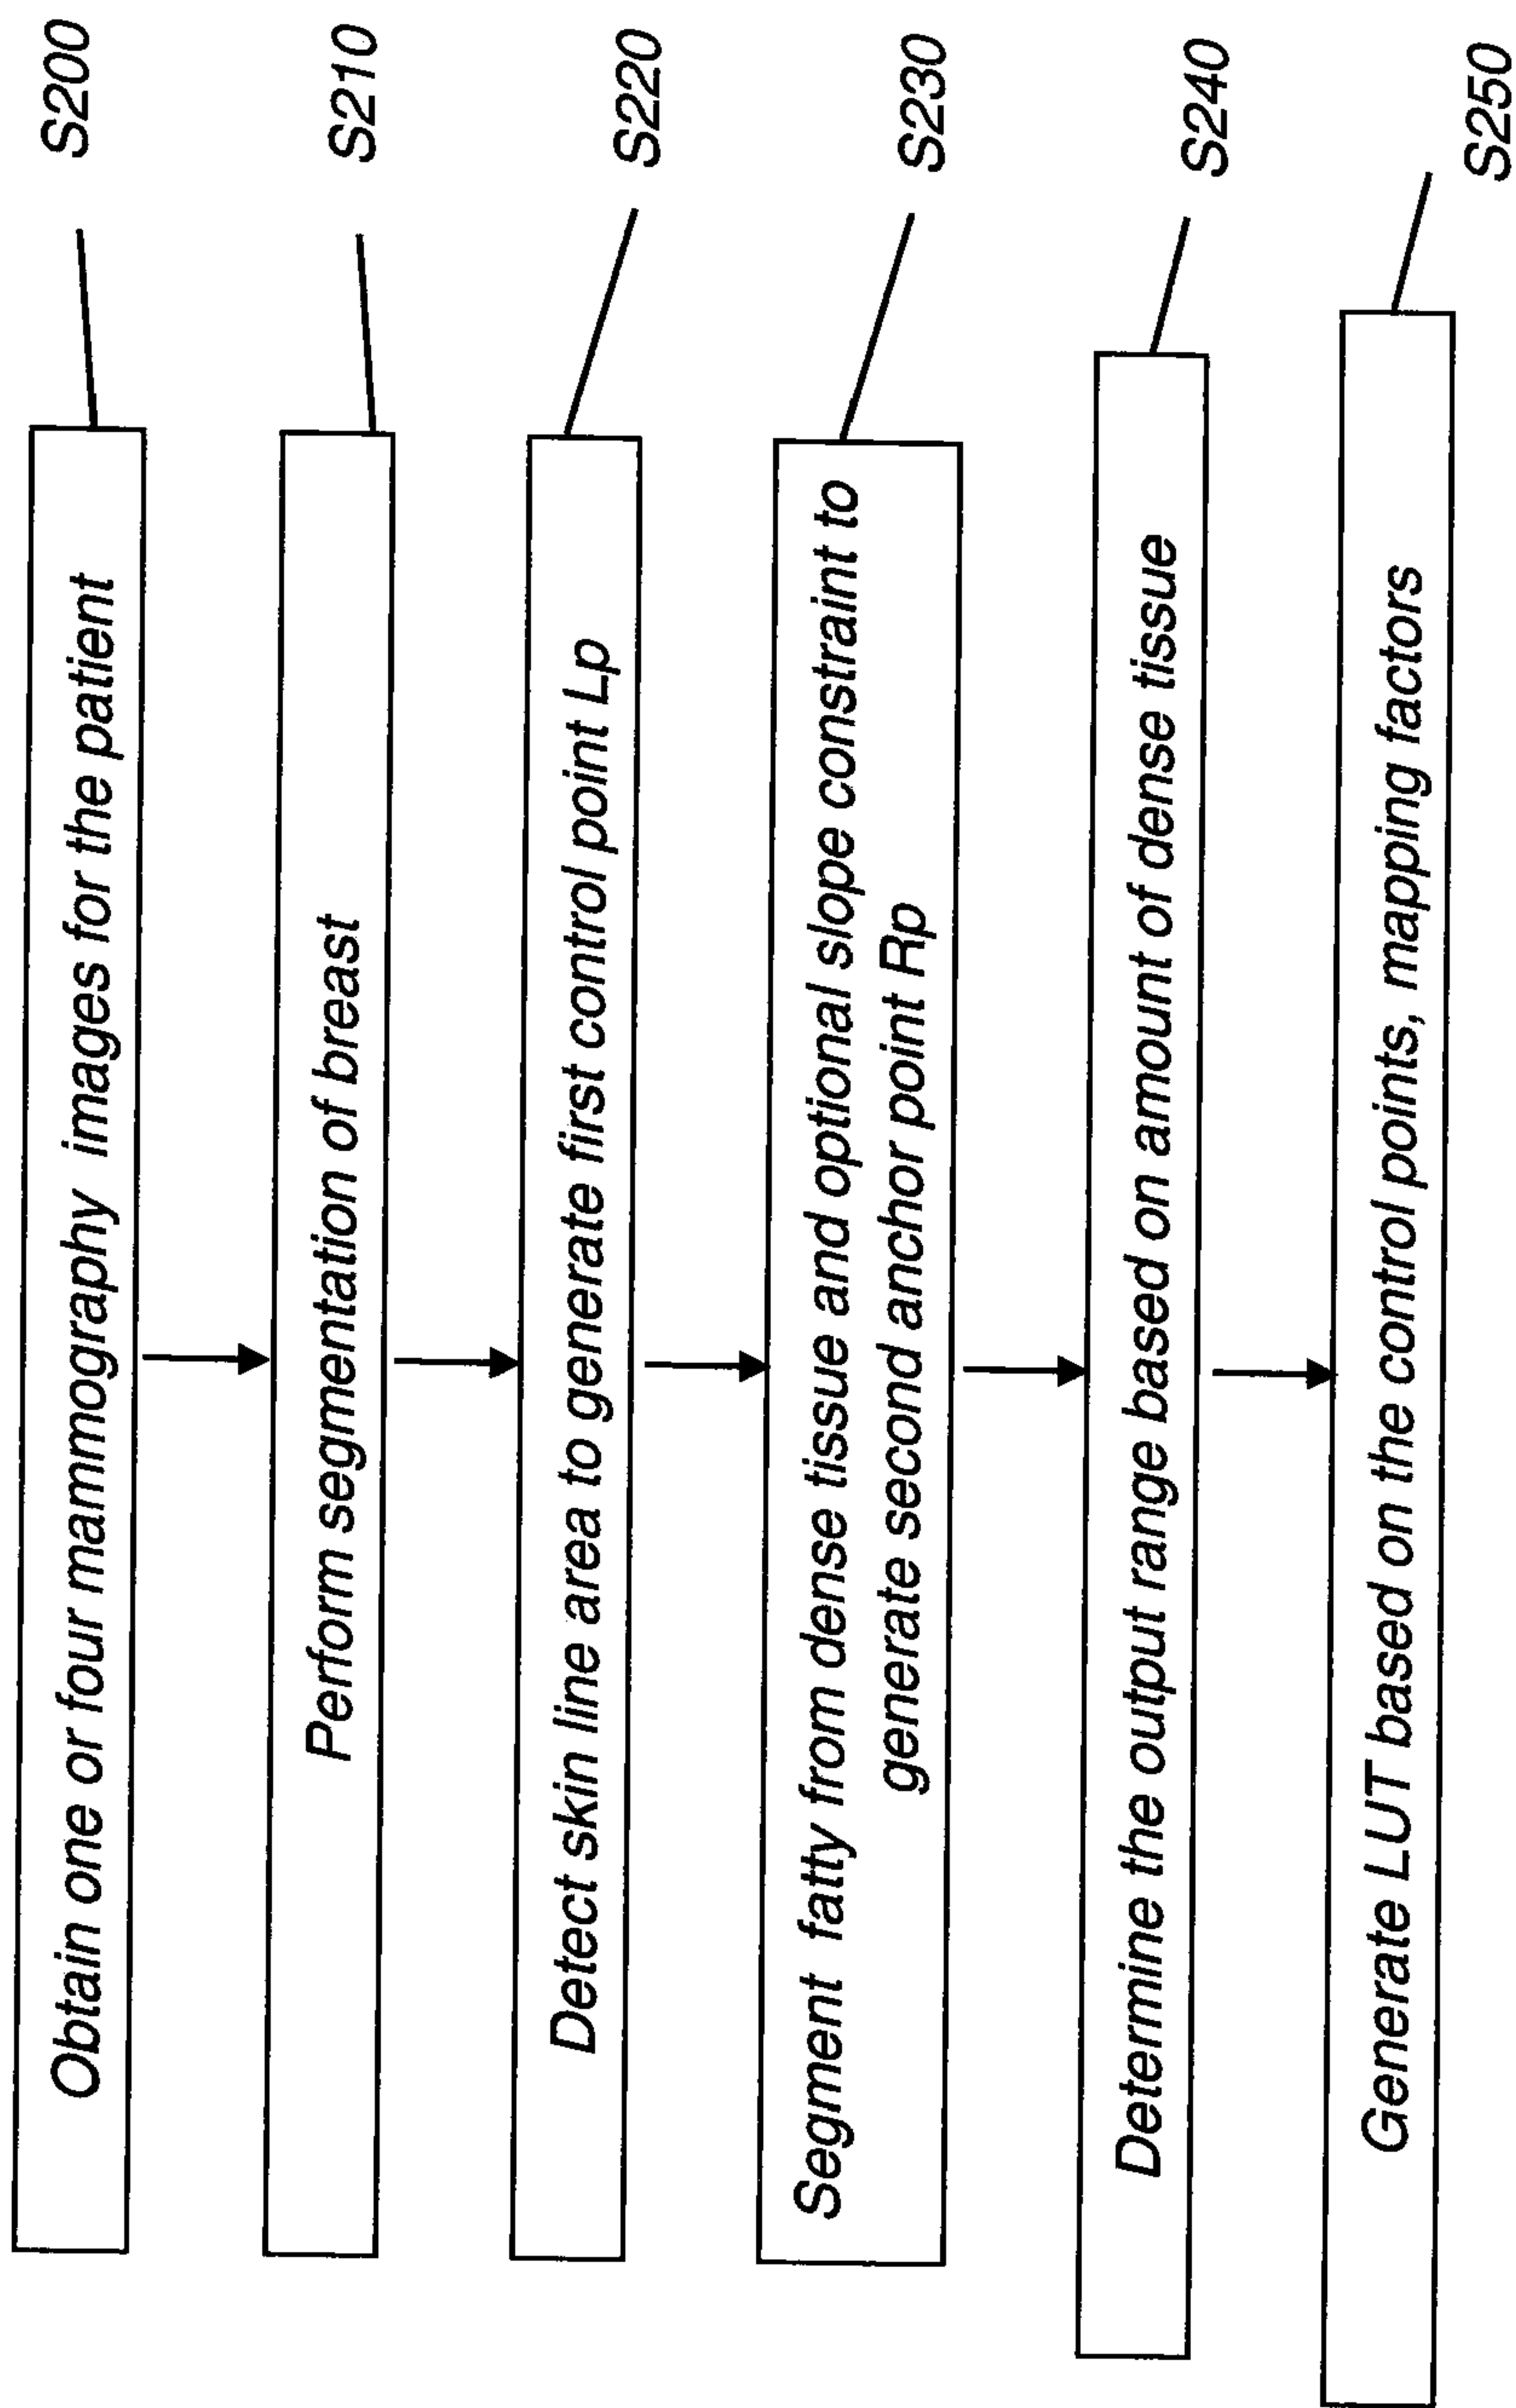 Obtain one or four mammography images for the patient
S200
Perform segmentation of breast
S210
Detect skin line area to generate first control point Lp
S220
Segment fatty from dense tissue and optional slope constraint to
generate second anchor point Rp
S230
Determine the output range based on amount of dense tissue
S240
Generate LUT based on the control points, mapping factors
S250